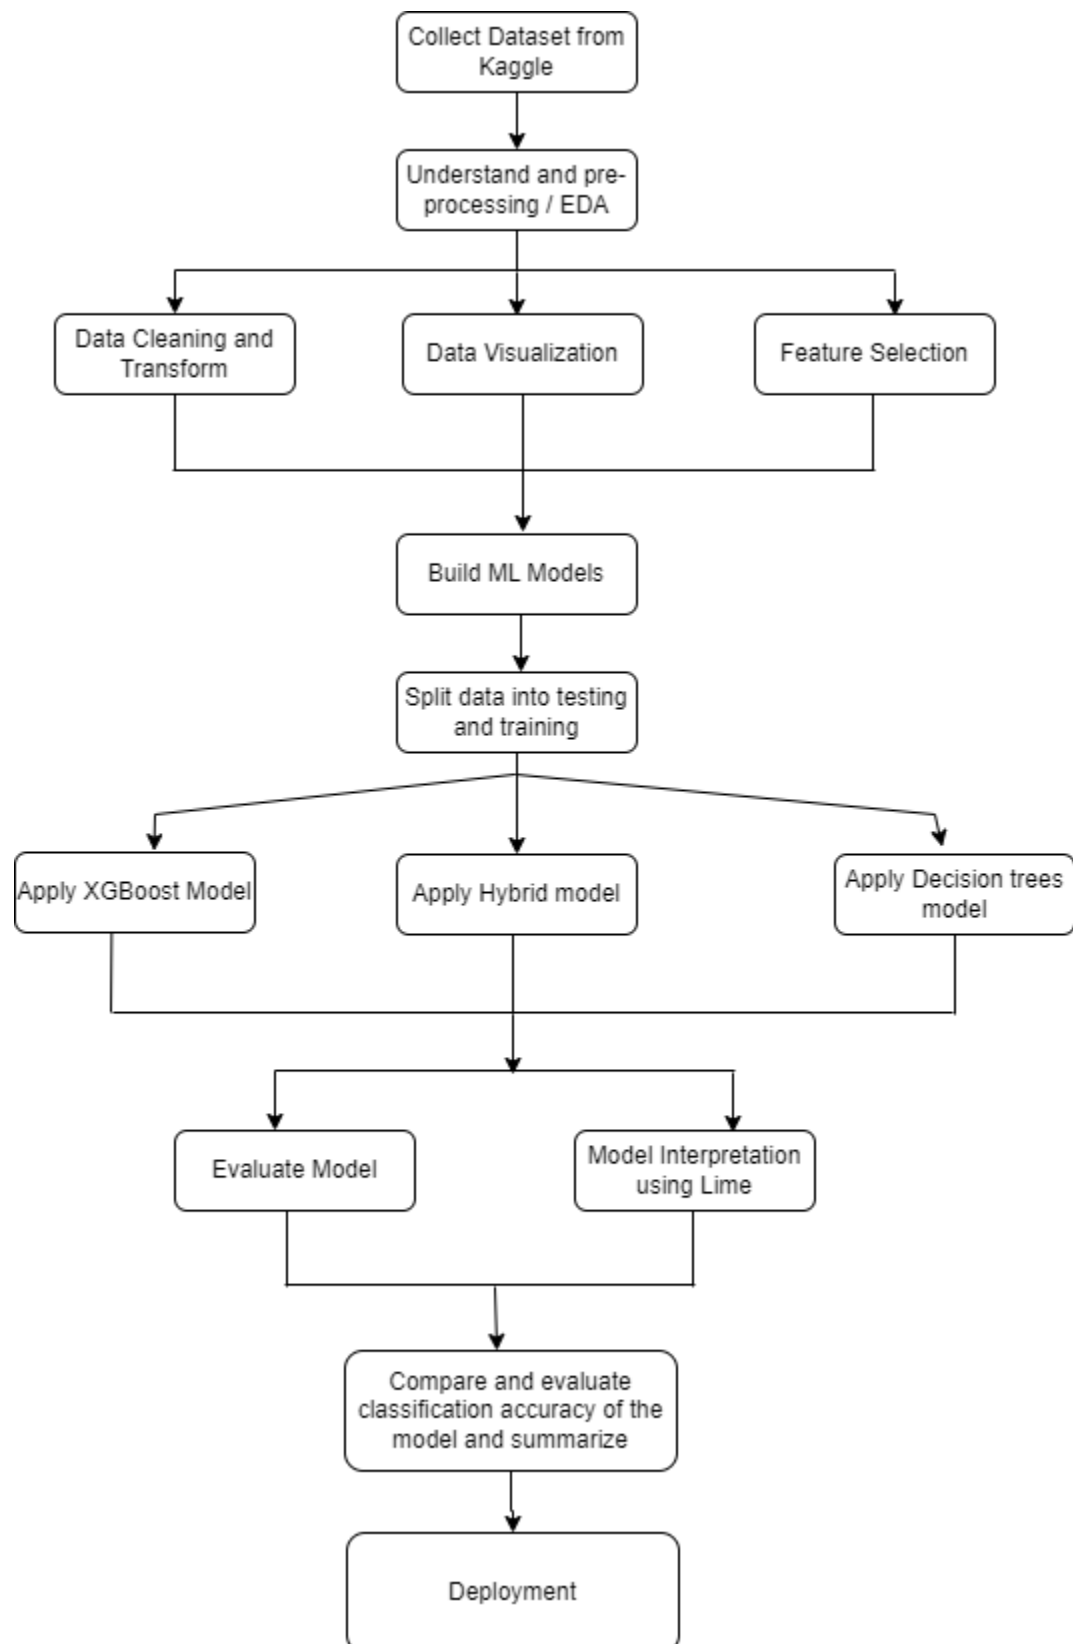 Collect Dataset from
Kaggle
Understand and pre-
processing / EDA
Data Cleaning and
Transform
Data Visualization
Feature Selection
Build ML Models
Split data into testing
and training
Apply XGBoost Model
Apply Hybrid model
Apply Decision trees
model
Evaluate Model
Model Interpretation
using Lime
Compare and evaluate
classification accuracy of the
model and summarize
Deployment